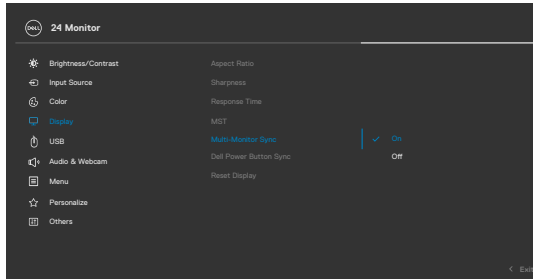 DELL 24 Monitor
Brightness/Contrast Aspect Ratio
Input Source Sharpness
Color Response Time
Display MST
USB Multi-Monitor Sync On
Audio & Webcam Dell Power Button Sync Off
Menu Reset Display
Personalize
Others
Exit